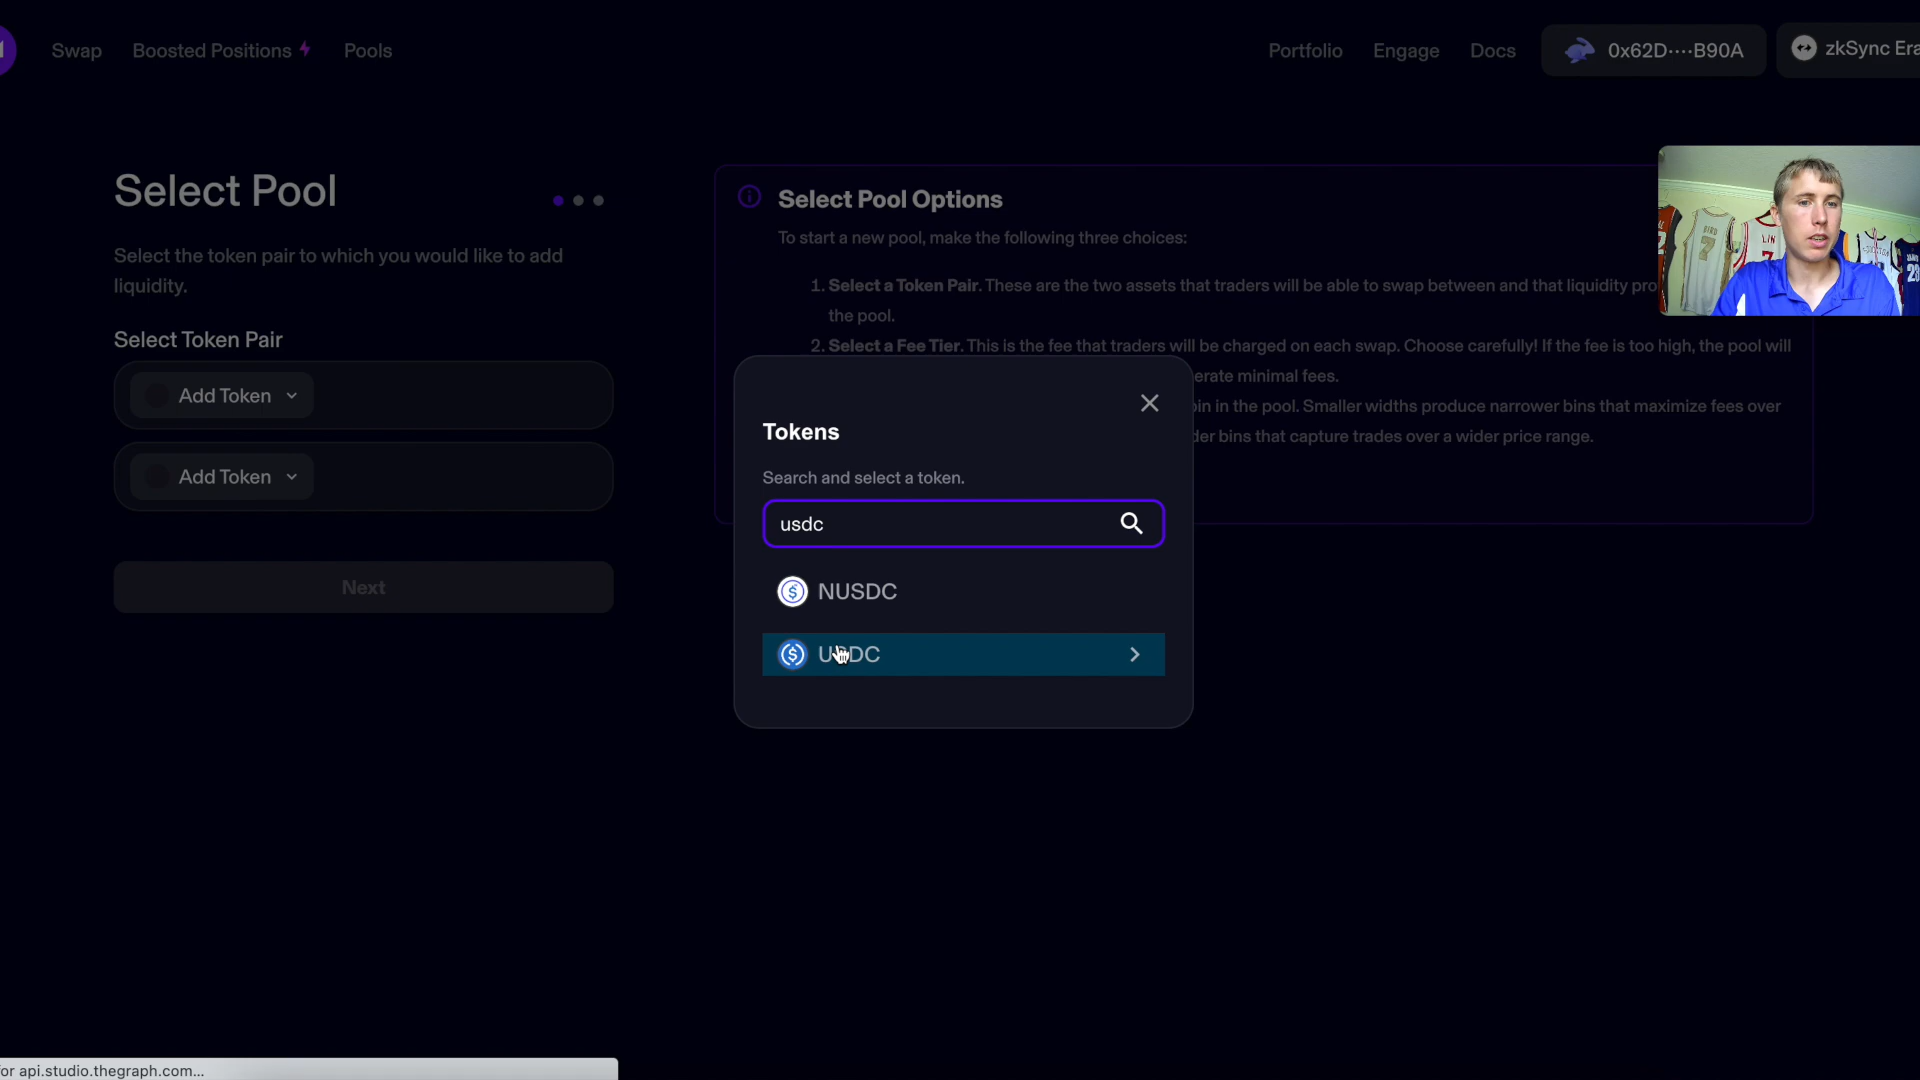 Swap
Boosted Positions
Pools
Portfolio
Engage
Docs
0x62D····B90A
zkSync Era
Select Pool
Select the token pair to which you would like to add
liquidity.
Select Token Pair
Add Token
Add Token
Next
Select Pool Options
To start a new pool, make the following three choices:
1. Select a Token Pair. These are the two assets that traders will be able to swap between and that liquidity pro
the pool.
2. Select a Fee Tier. This is the fee that traders will be charged on each swap. Choose carefully! If the fee is too high, the pool will
erate minimal fees.
in in the pool. Smaller widths produce narrower bins that maximize fees over
der bins that capture trades over a wider price range.
Tokens
Search and select a token.
usdc
NUSDC
USDC
BIRD
7
LIN
7
23
or api.studio.thegraph.com...